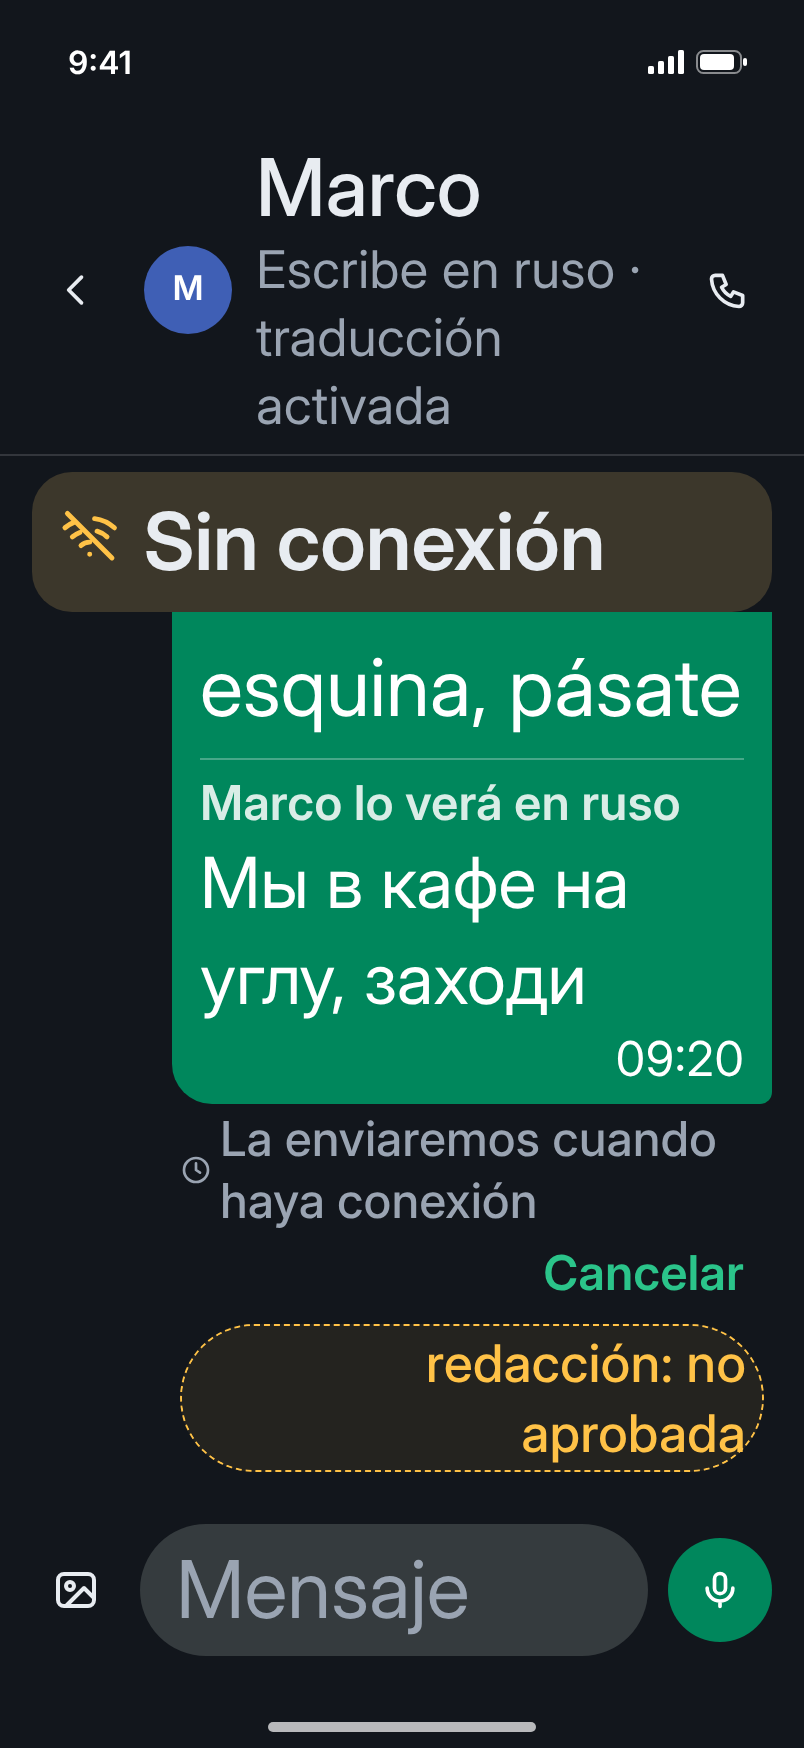 9:41
Marco
M
Escribe en ruso ·
traducción
activada
Sin conexión
esquina, pásate
Marco lo verá en ruso
Мы в кафе на
углу, заходи
09:20
La enviaremos cuando
haya conexión
Cancelar
redacción: no
aprobada
Mensaje